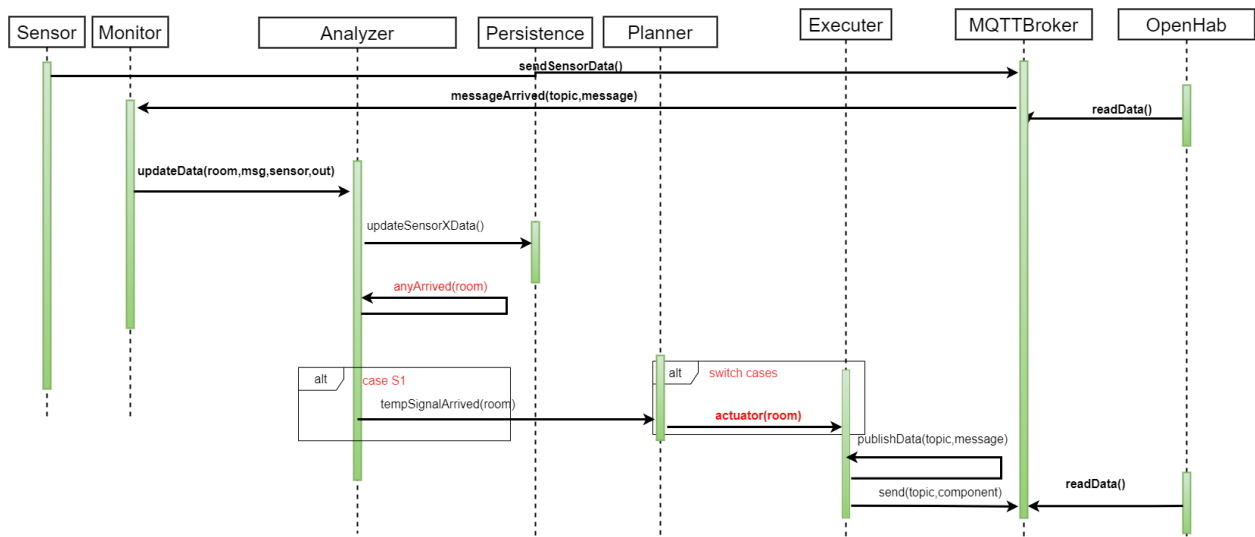 Sensor
Monitor
Analyzer
Persistence
Planner
Executer
MQTTBroker
OpenHab
sendSensorData()
messageArrived(topic,message)
readData()
updateData(room,msg,sensor,out)
updateSensorXData()
anyArrived(room)
alt
case S1
alt
switch cases
tempSignalArrived(room)
actuator(room)
publishData(topic,message)
send(topic,component)
readData()